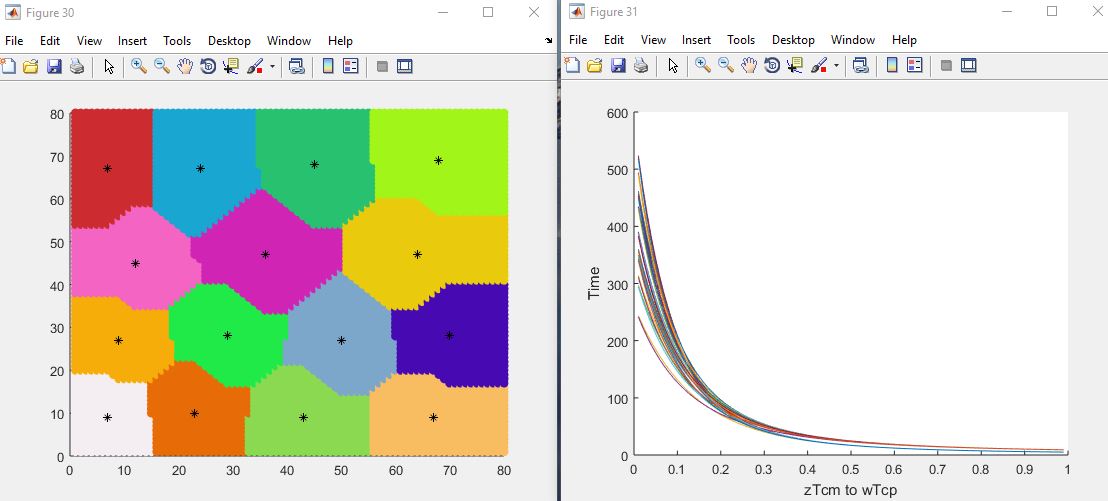 Figure 30
File Edit View Insert Tools Desktop Window Help
80
70
60
50
40
30
20
10
0
0 10 20 30 40 50 60 70 80
Figure 31
File Edit View Insert Tools Desktop Window Help
600
500
400
300
200
100
0
Time
0 0.1 0.2 0.3 0.4 0.5 0.6 0.7 0.8 0.9 1
zTcm to wTcp